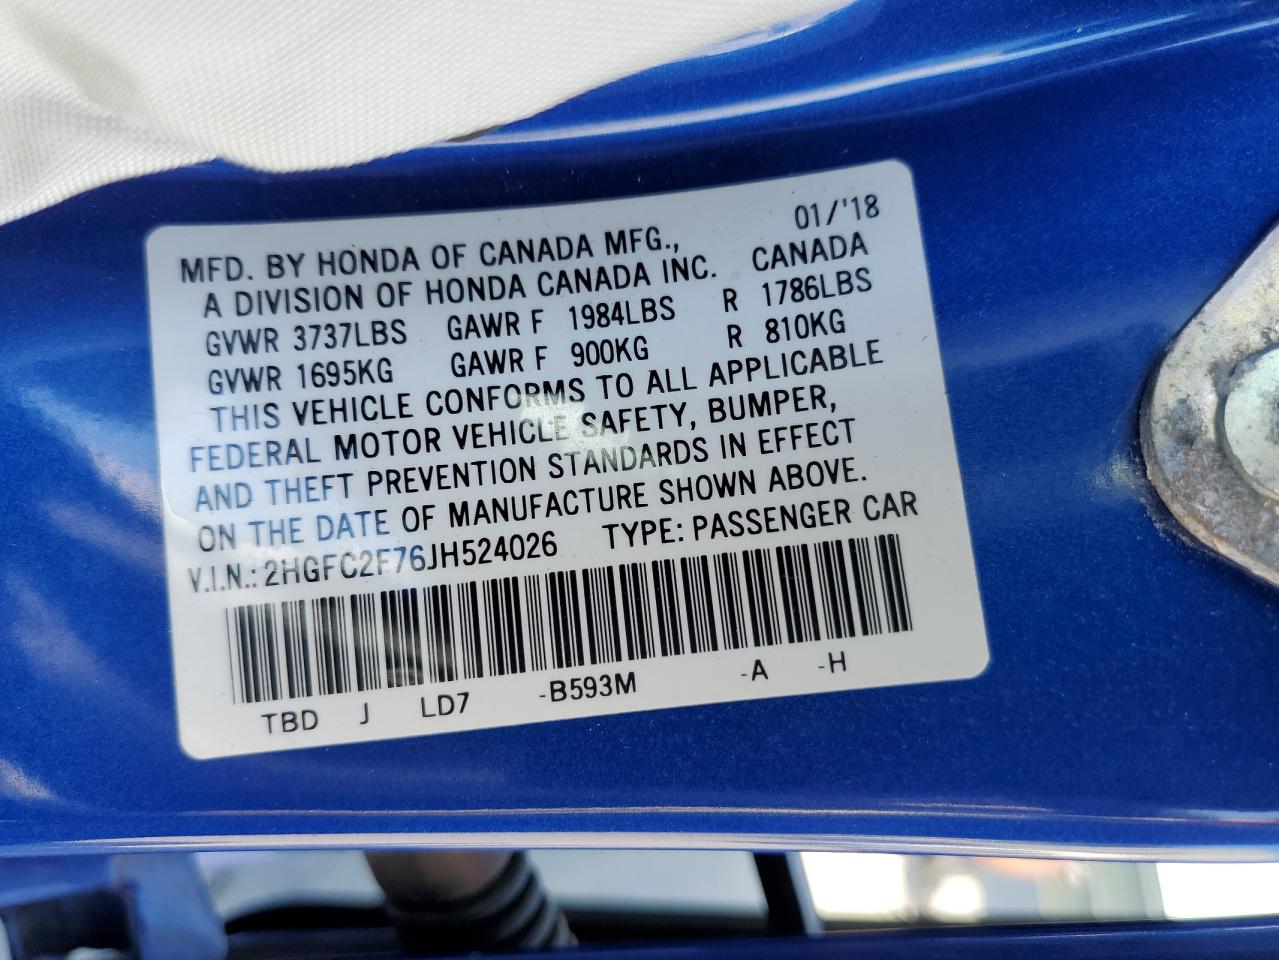 01/'18
MFD. BY HONDA OF CANADA MFG.,
A DIVISION OF HONDA CANADA INC. CANADA
GVWR 3737LBS GAWR F 1984LBS R 1786LBS
GVWR 1695KG GAWR F 900KG R 810KG
THIS VEHICLE CONFORMS TO ALL APPLICABLE
FEDERAL MOTOR VEHICLE SAFETY, BUMPER,
AND THEFT PREVENTION STANDARDS IN EFFECT
ON THE DATE OF MANUFACTURE SHOWN ABOVE.
V.I.N.: 2HGFC2F76JH524026 TYPE: PASSENGER CAR
TBD J LD7 -B593M -A -H